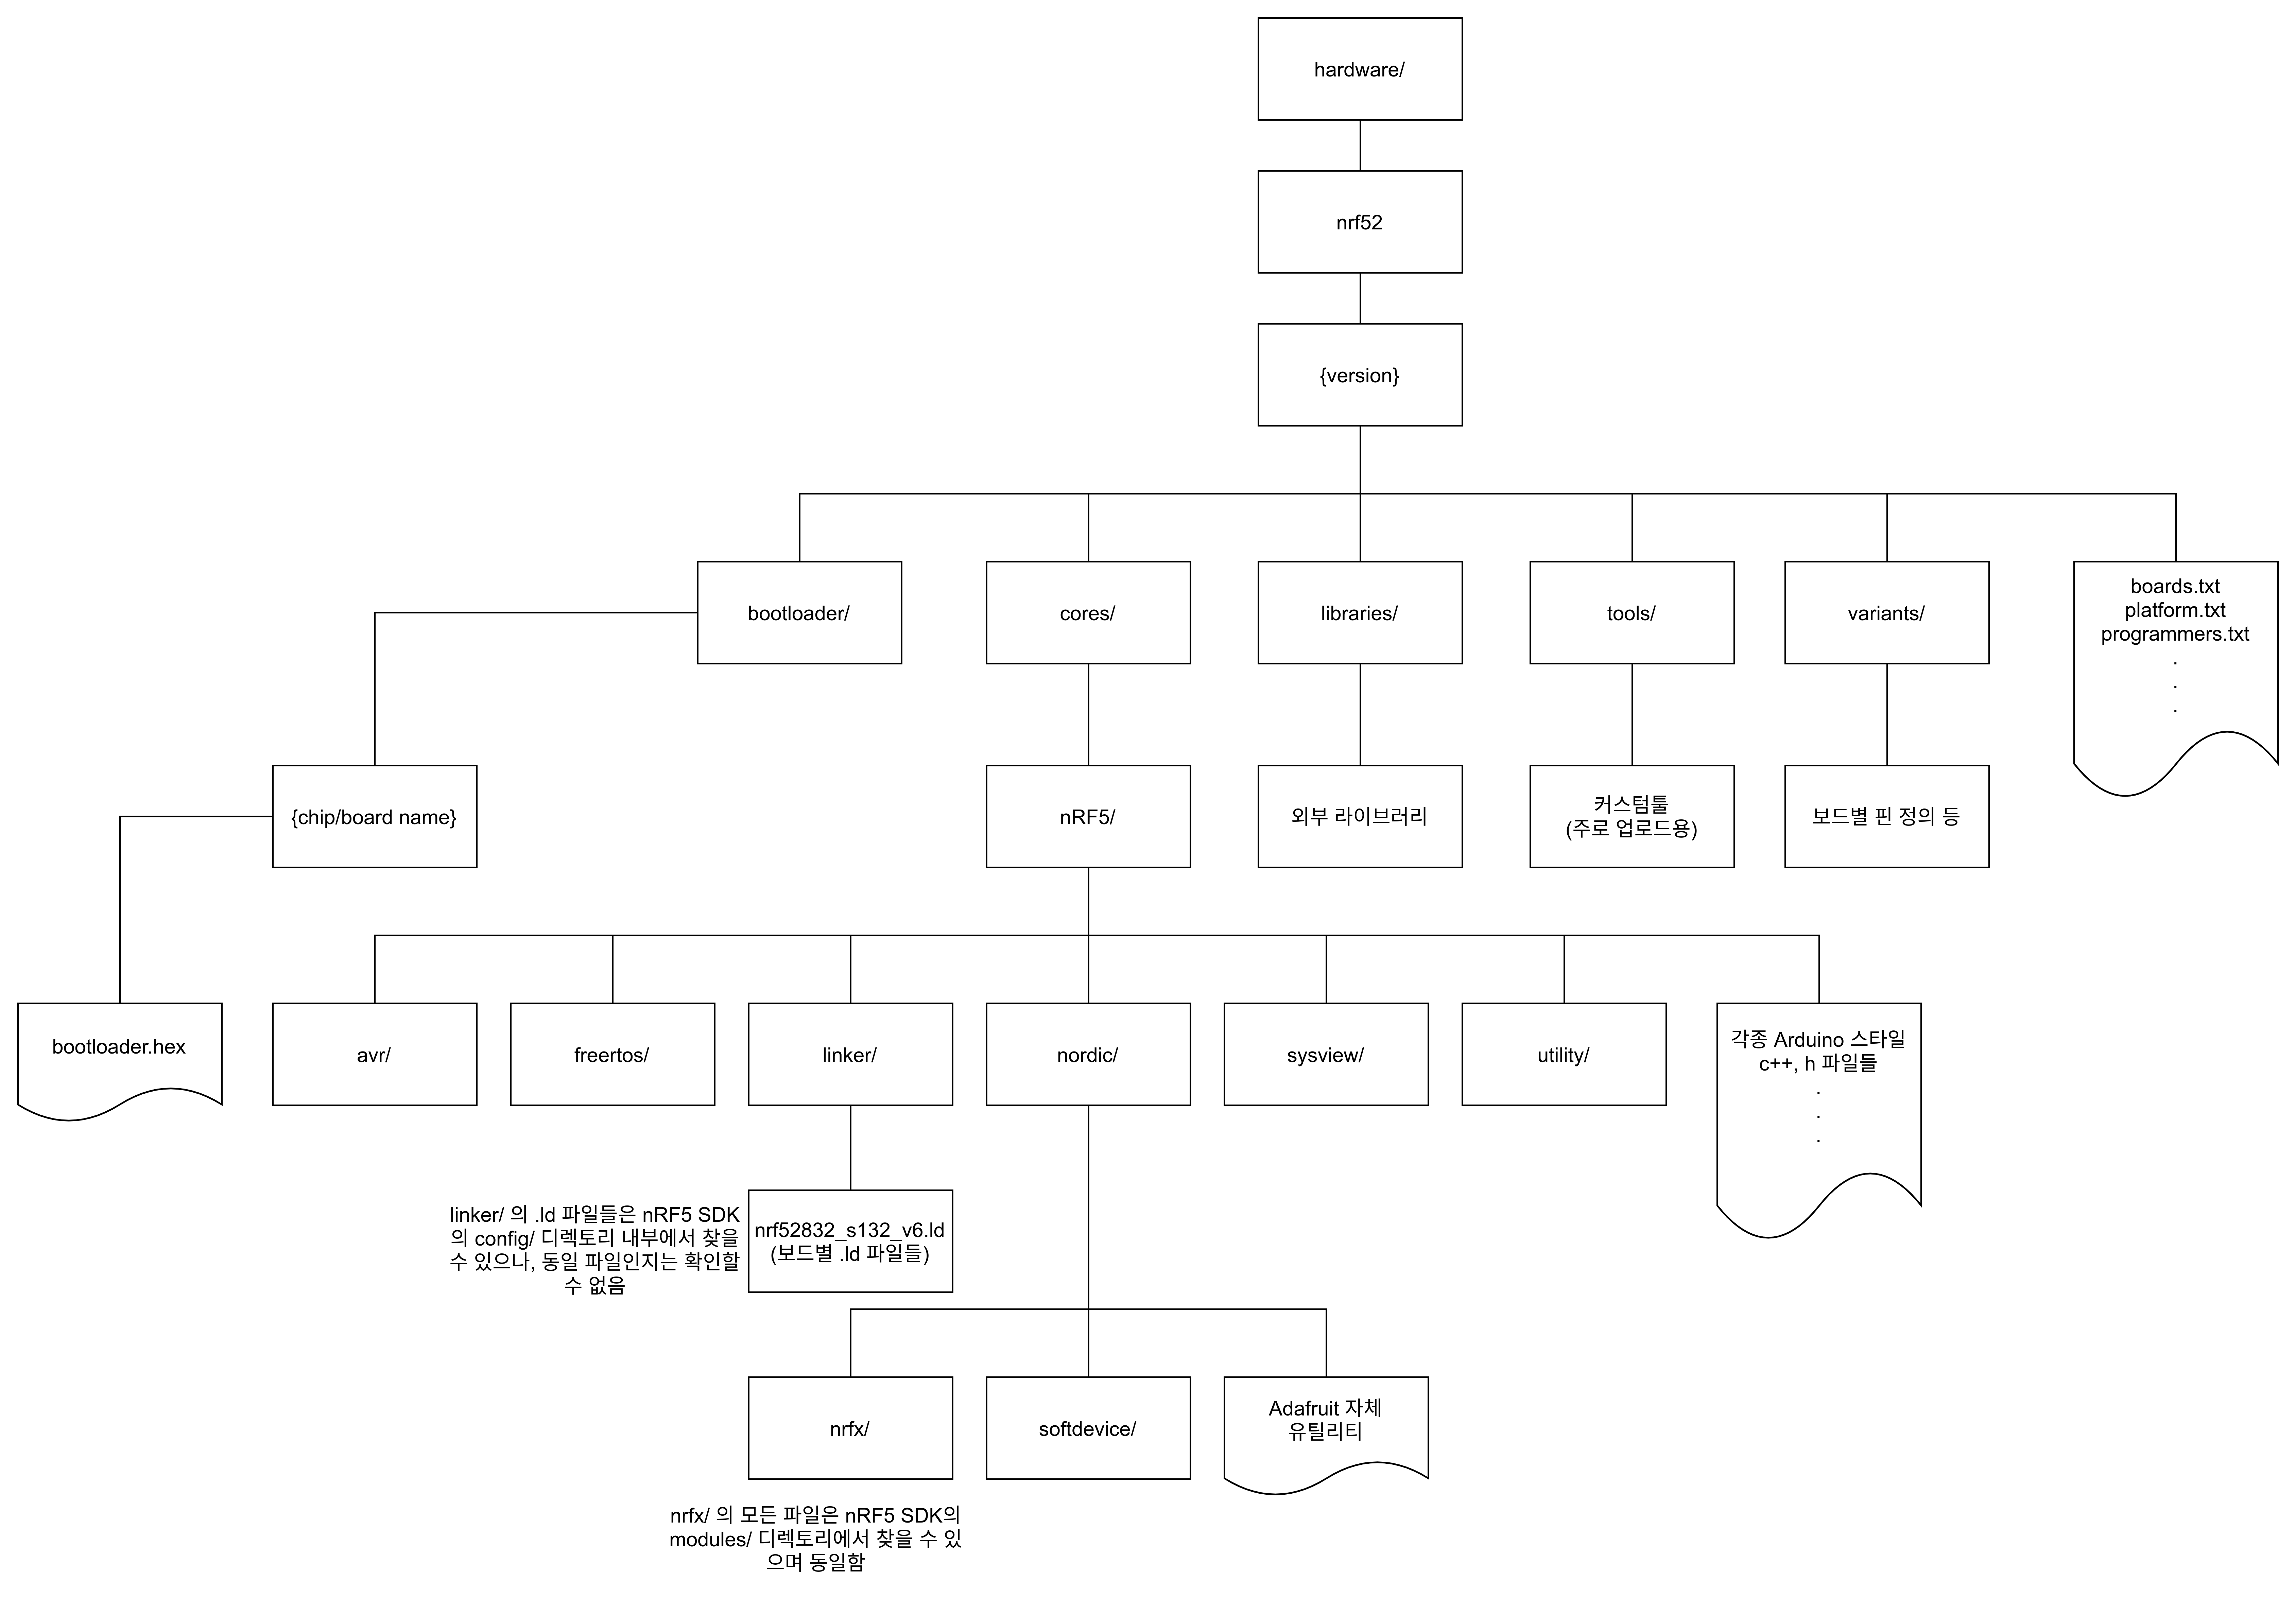 hardware/
nrf52
{version}
bootloader/
cores/
libraries/
tools/
variants/
boards.txt
platform.txt
programmers.txt
.
.
.
{chip/board name}
nRF5/
외부 라이브러리
커스텀툴
(주로 업로드용)
보드별 핀 정의 등
bootloader.hex
avr/
freertos/
linker/
nordic/
sysview/
utility/
각종 Arduino 스타일
c++, h 파일들
.
.
.
linker/ 의 .ld 파일들은 nRF5 SDK
의 config/ 디렉토리 내부에서 찾을
수 있으나, 동일 파일인지는 확인할
수 없음
nrf52832_s132_v6.ld
(보드별 .ld 파일들)
nrfx/
softdevice/
Adafruit 자체
유틸리티
nrfx/ 의 모든 파일은 nRF5 SDK의
modules/ 디렉토리에서 찾을 수 있
으며 동일함